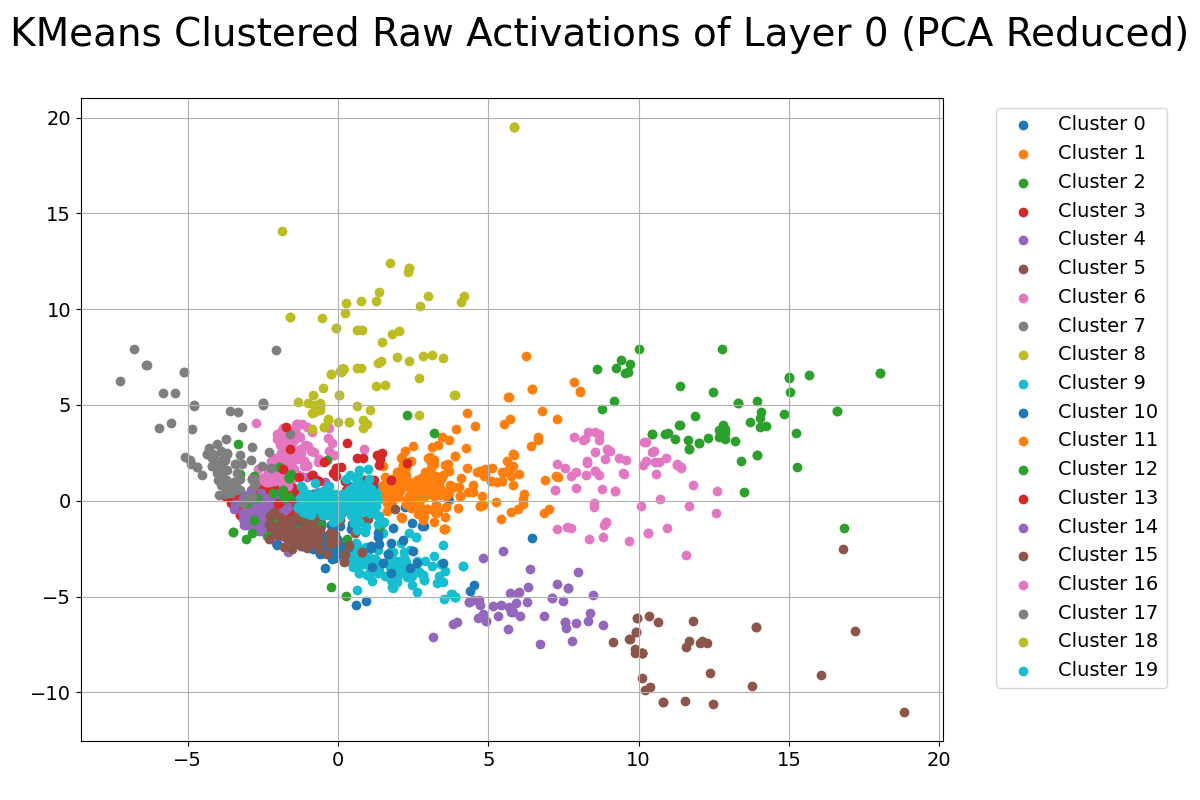 KMeans Clustered Raw Activations of Layer 0 (PCA Reduced)
20
15
10
5
0
−5
−10
−5
0
5
10
15
20
Cluster 0
Cluster 1
Cluster 2
Cluster 3
Cluster 4
Cluster 5
Cluster 6
Cluster 7
Cluster 8
Cluster 9
Cluster 10
Cluster 11
Cluster 12
Cluster 13
Cluster 14
Cluster 15
Cluster 16
Cluster 17
Cluster 18
Cluster 19